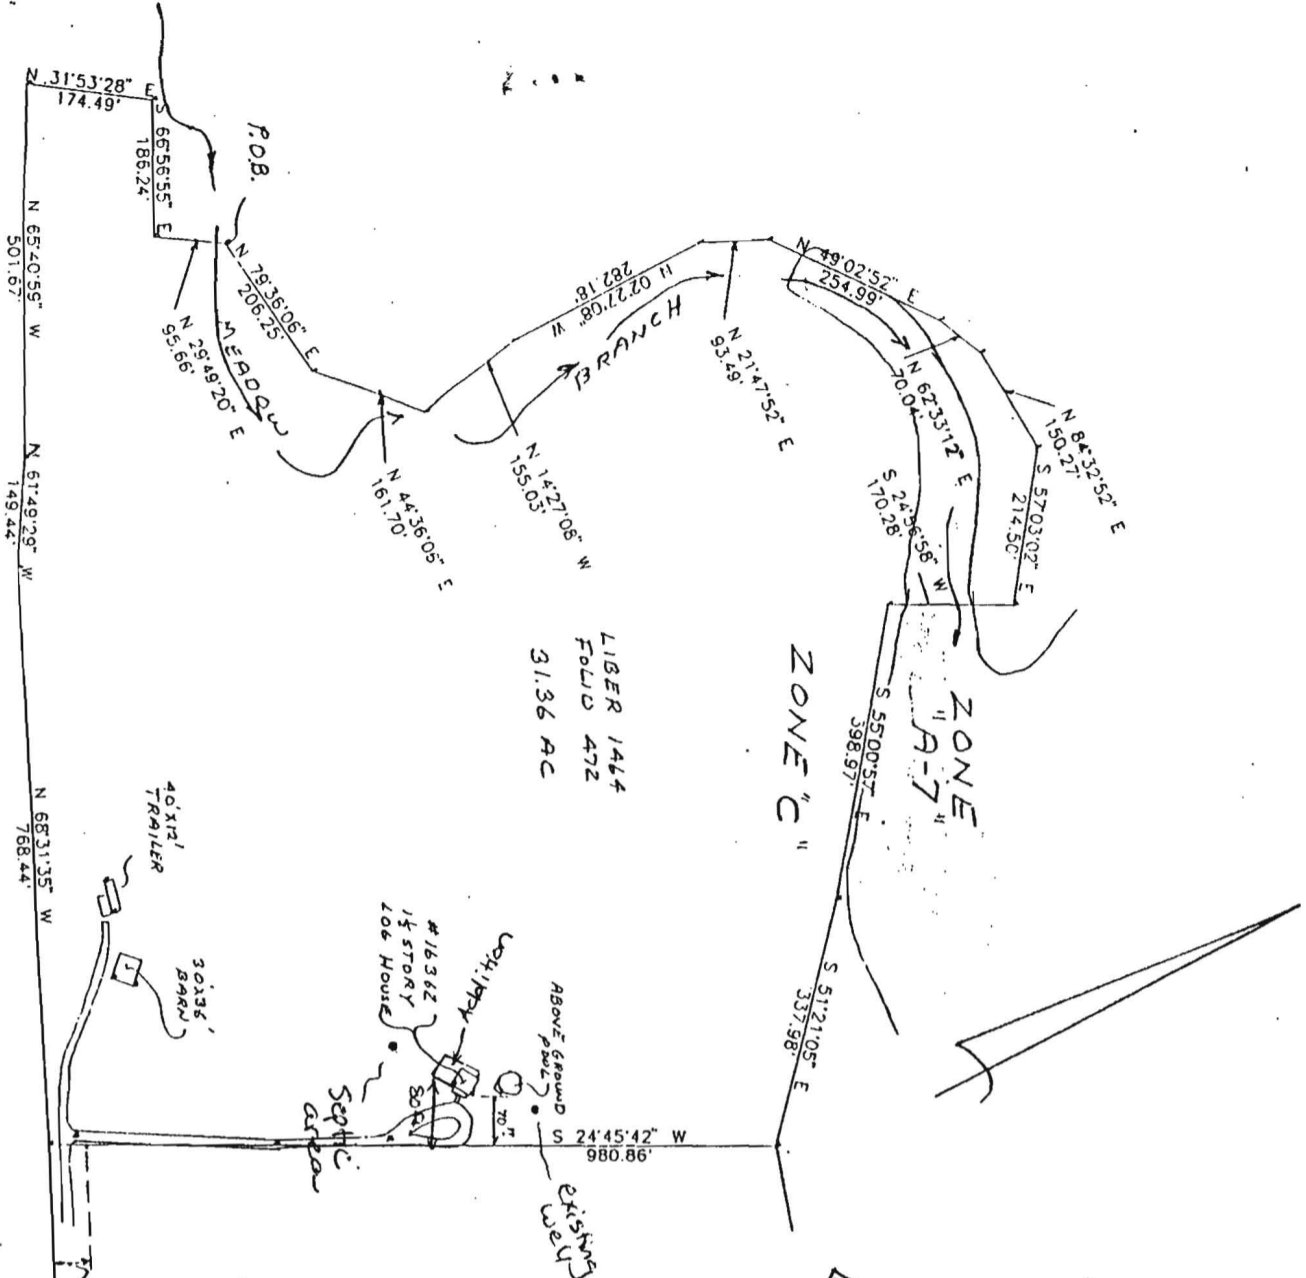 N 31°53'28" E
174.49'
S 66°56'55" E
186.24'
P.O.B.
N 65°40'59" W
501.67'
N 29°49'20" E
95.66'
MEADOW
N 79°36'06" E
206.25'
N 44°36'06" E
161.70'
N 14°27'08" W
155.03'
BRANCH
N 02°27'08" W
282.18'
N 21°47'52" E
93.49'
N 49°02'52" E
254.99'
N 62°33'12" E
70.04'
N 84°32'52" E
150.27'
S 57°03'02" E
214.50'
S 24°56'58" W
170.28'
N 61°49'29" W
149.44'
LIBER 1464
FOLIO 472
31.36 AC
ZONE "C"
ZONE
"A-7"
S 55°00'57" E
398.97'
S 51°21'05" E
337.98'
N 68°31'35" W
768.44'
40'X12'
TRAILER
30'X36'
BARN
#16362
1½ STORY
LOG HOUSE
Addition
ABOVE GROUND
POOL
Septic
area
70'
S 24°45'42" W
980.86'
existing
well